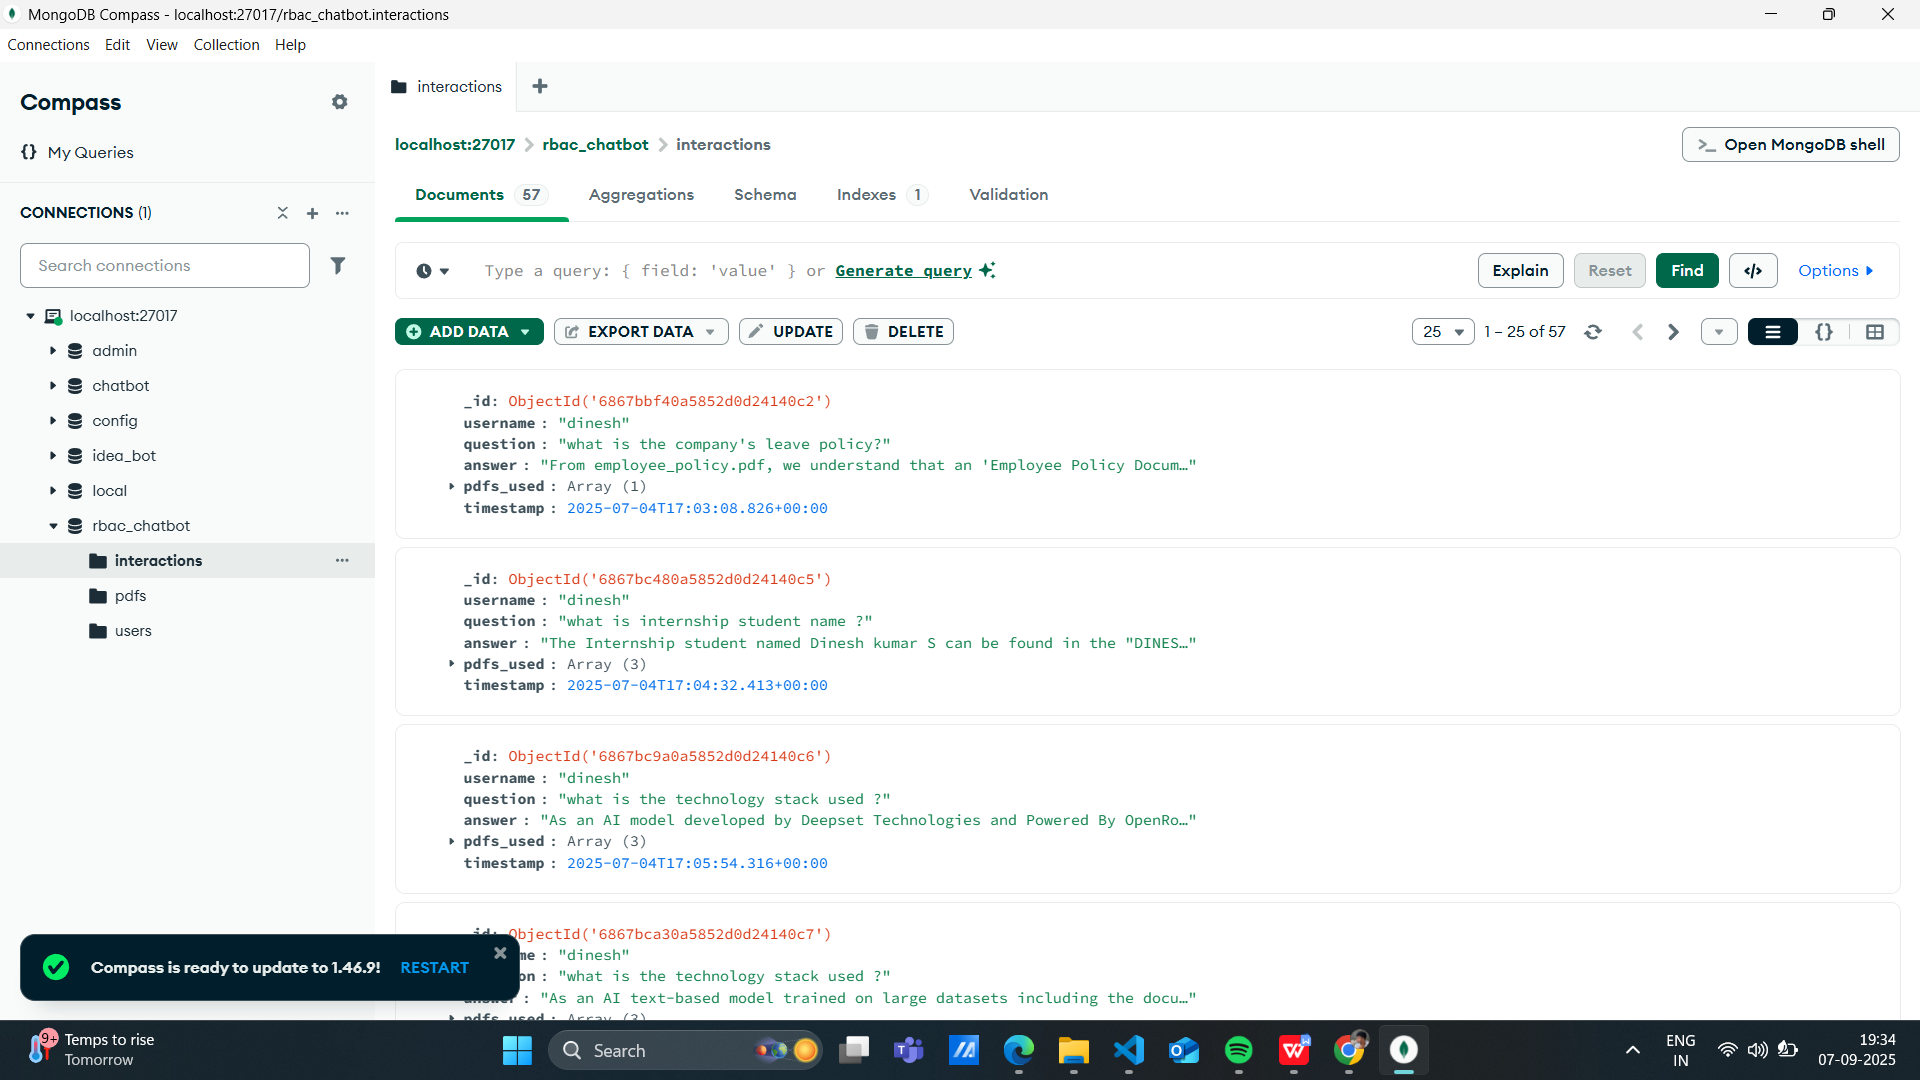 MongoDB Compass - localhost:27017/rbac_chatbot.interactions
Connections Edit View Collection Help
Compass
{} My Queries
CONNECTIONS (1)
Search connections
localhost:27017
admin
chatbot
config
idea_bot
local
rbac_chatbot
interactions
pdfs
users
interactions
localhost:27017 > rbac_chatbot > interactions
>_ Open MongoDB shell
Documents 57 Aggregations Schema Indexes 1 Validation
Type a query: { field: 'value' } or Generate query
Explain Reset Find </> Options
ADD DATA EXPORT DATA UPDATE DELETE
25 1 – 25 of 57 {}
_id: ObjectId('6867bbf40a5852d0d24140c2')
username : "dinesh"
question : "what is the company's leave policy?"
answer : "From employee_policy.pdf, we understand that an 'Employee Policy Docum…"
pdfs_used : Array (1)
timestamp : 2025-07-04T17:03:08.826+00:00
_id: ObjectId('6867bc480a5852d0d24140c5')
username : "dinesh"
question : "what is internship student name ?"
answer : "The Internship student named Dinesh kumar S can be found in the "DINES…"
pdfs_used : Array (3)
timestamp : 2025-07-04T17:04:32.413+00:00
_id: ObjectId('6867bc9a0a5852d0d24140c6')
username : "dinesh"
question : "what is the technology stack used ?"
answer : "As an AI model developed by Deepset Technologies and Powered By OpenRo…"
pdfs_used : Array (3)
timestamp : 2025-07-04T17:05:54.316+00:00
_id: ObjectId('6867bca30a5852d0d24140c7')
me : "dinesh"
on : "what is the technology stack used ?"
answer : "As an AI text-based model trained on large datasets including the docu…"
pdfs_used : Array (3)
Compass is ready to update to 1.46.9! RESTART
9+ Temps to rise
Tomorrow
Search
ENG
IN
19:34
07-09-2025